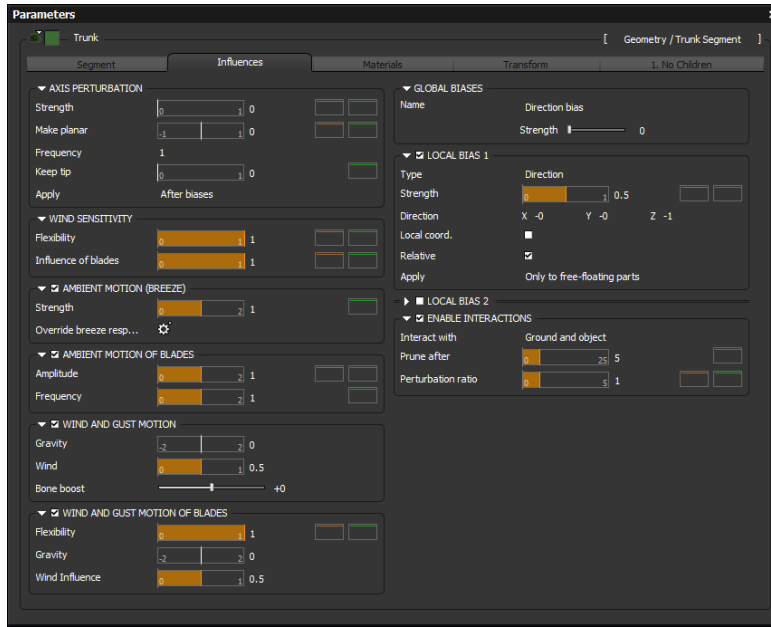 Parameters
Trunk
[ Geometry / Trunk Segment ]
Segment
Influences
Materials
Transform
1. No Children
AXIS PERTURBATION
Strength 0 1 0
Make planar -1 1 0
Frequency 1
Keep tip 0 1 0
Apply After biases
WIND SENSITIVITY
Flexibility 0 1 1
Influence of blades 0 1 1
AMBIENT MOTION (BREEZE)
Strength 0 2 1
Override breeze resp...
AMBIENT MOTION OF BLADES
Amplitude 0 2 1
Frequency 0 2 1
WIND AND GUST MOTION
Gravity -2 2 0
Wind 0 1 0.5
Bone boost +0
WIND AND GUST MOTION OF BLADES
Flexibility 0 1 1
Gravity -2 2 0
Wind Influence 0 1 0.5
GLOBAL BIASES
Name Direction bias
Strength 0
LOCAL BIAS 1
Type Direction
Strength 0 1 0.5
Direction X -0 Y -0 Z -1
Local coord.
Relative
Apply Only to free-floating parts
LOCAL BIAS 2
ENABLE INTERACTIONS
Interact with Ground and object
Prune after 0 25 5
Perturbation ratio 0 5 1